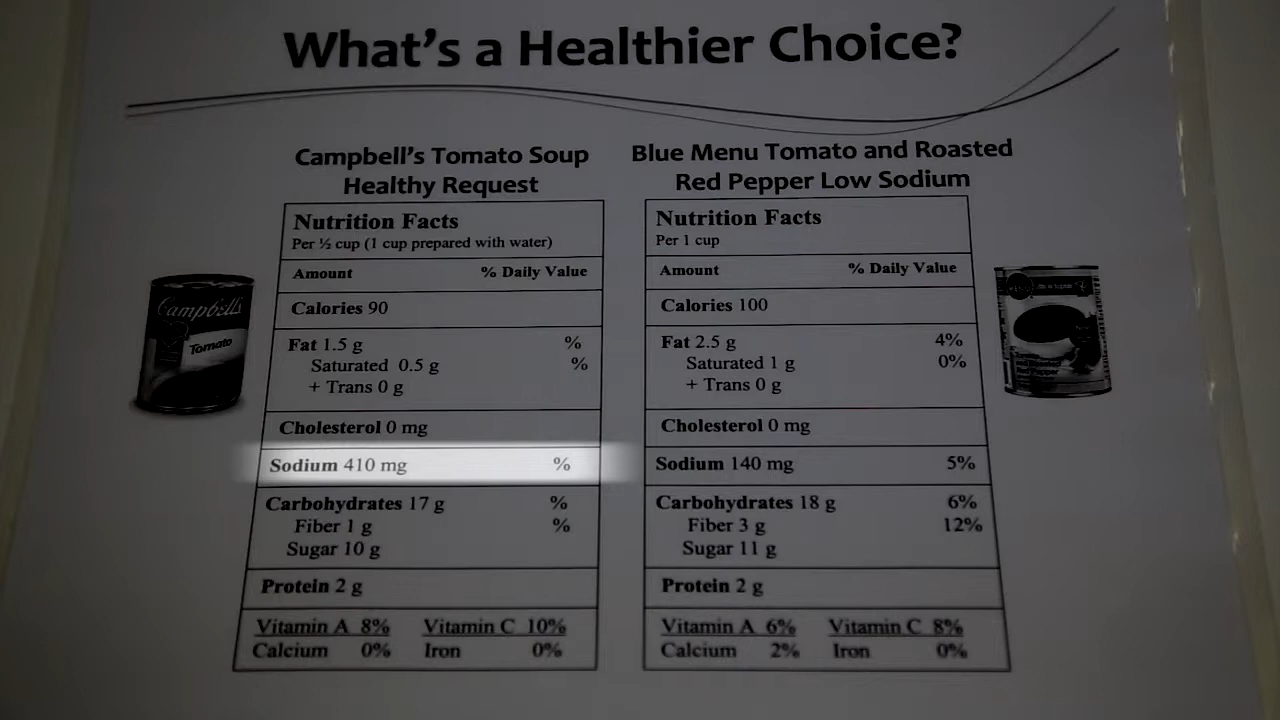 What's a Healthier Choice?
Campbell's Tomato Soup
Healthy Request
Nutrition Facts
Per ½ cup (1 cup prepared with water)
Amount % Daily Value
Calories 90
Fat 1.5 g %
Saturated 0.5 g %
+ Trans 0 g
Cholesterol 0 mg
Sodium 410 mg %
Carbohydrates 17 g %
Fiber 1 g %
Sugar 10 g
Protein 2 g
Vitamin A 8% Vitamin C 10%
Calcium 0% Iron 0%
Campbell's
Tomato
Blue Menu Tomato and Roasted
Red Pepper Low Sodium
Nutrition Facts
Per 1 cup
Amount % Daily Value
Calories 100
Fat 2.5 g 4%
Saturated 1 g 0%
+ Trans 0 g
Cholesterol 0 mg
Sodium 140 mg 5%
Carbohydrates 18 g 6%
Fiber 3 g 12%
Sugar 11 g
Protein 2 g
Vitamin A 6% Vitamin C 8%
Calcium 2% Iron 0%